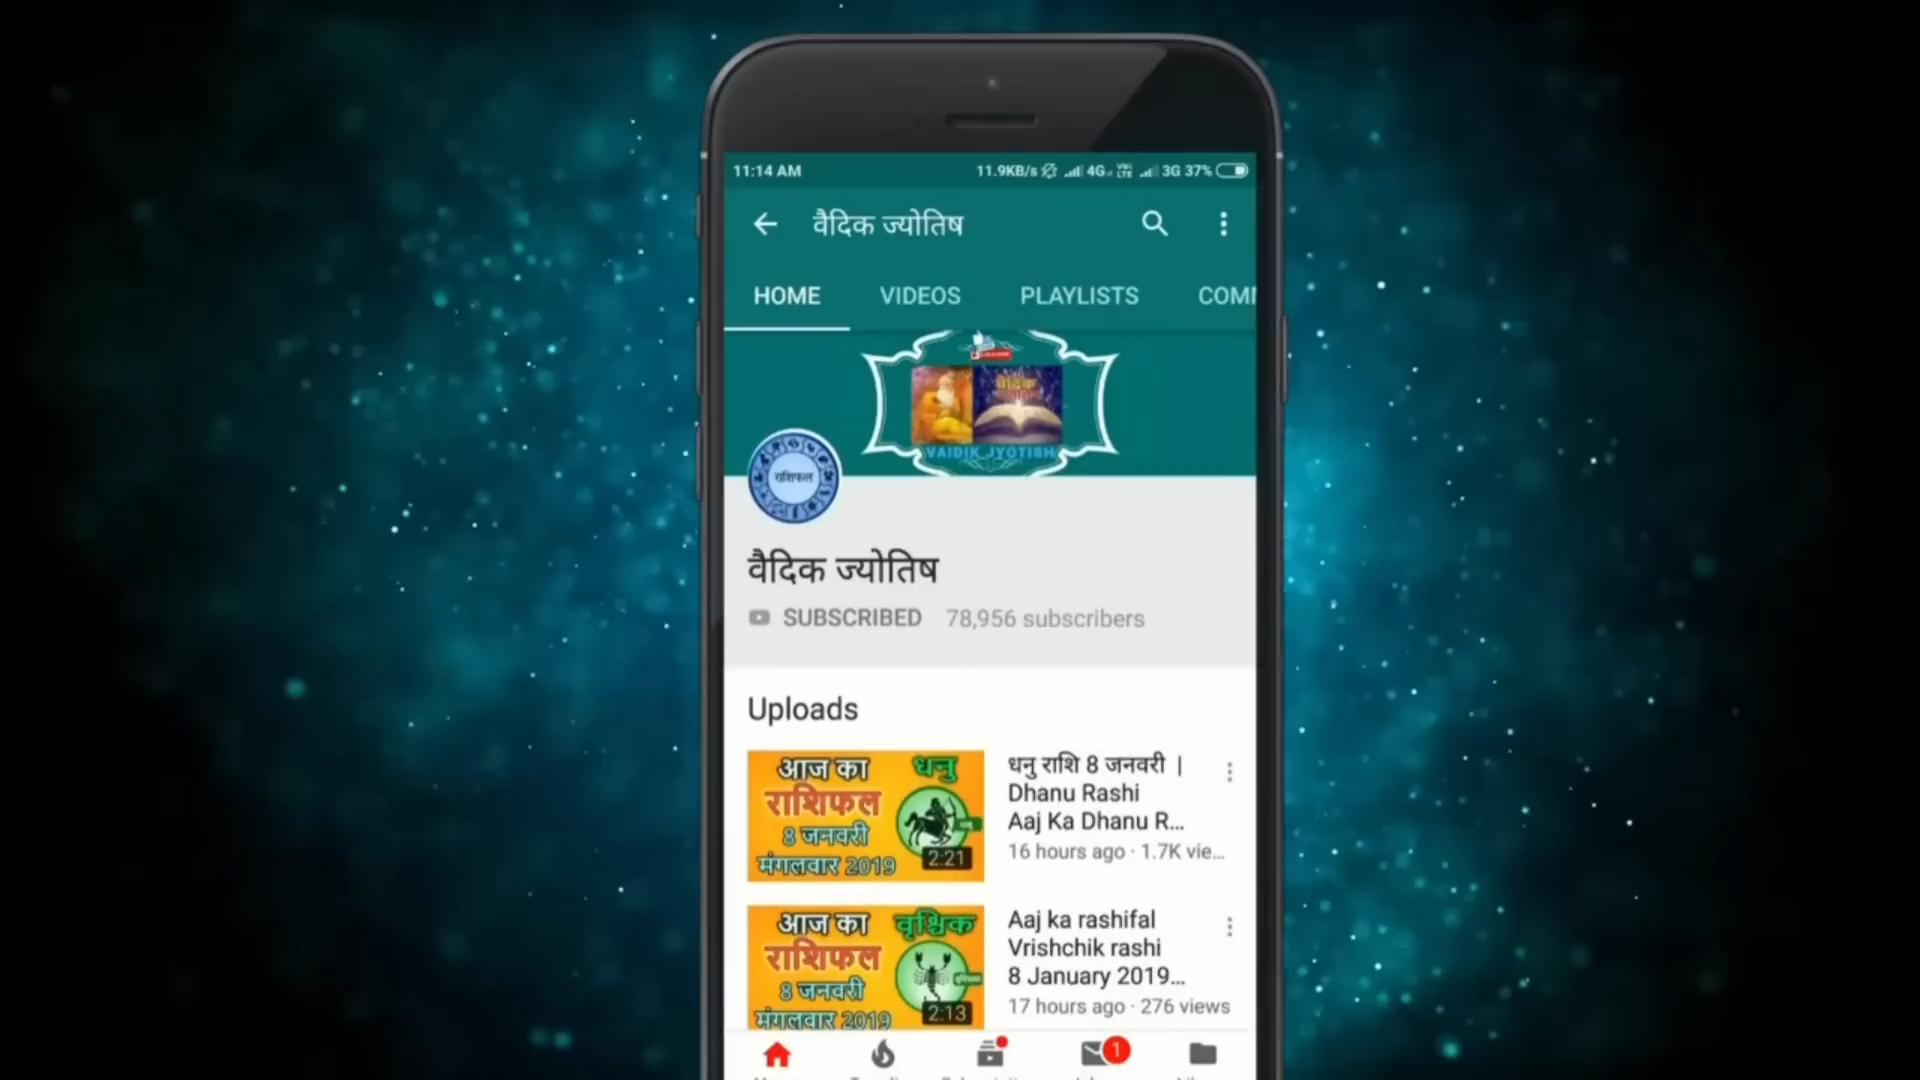 11:14 AM
11.9KB/s 4G VoLTE 3G 37%
वैदिक ज्योतिष
HOME VIDEOS PLAYLISTS COMM
वैदिक
VAIDIK JYOTISH
राशिफल
वैदिक ज्योतिष
SUBSCRIBED 78,956 subscribers
Uploads
आज का धनु
राशिफल
8 जनवरी
मंगलवार 2019
2:21
धनु राशि 8 जनवरी |
Dhanu Rashi
Aaj Ka Dhanu R...
16 hours ago · 1.7K vie...
आज का वृश्चिक
राशिफल
8 जनवरी
मंगलवार 2019
2:13
Aaj ka rashifal
Vrishchik rashi
8 January 2019...
17 hours ago · 276 views
1